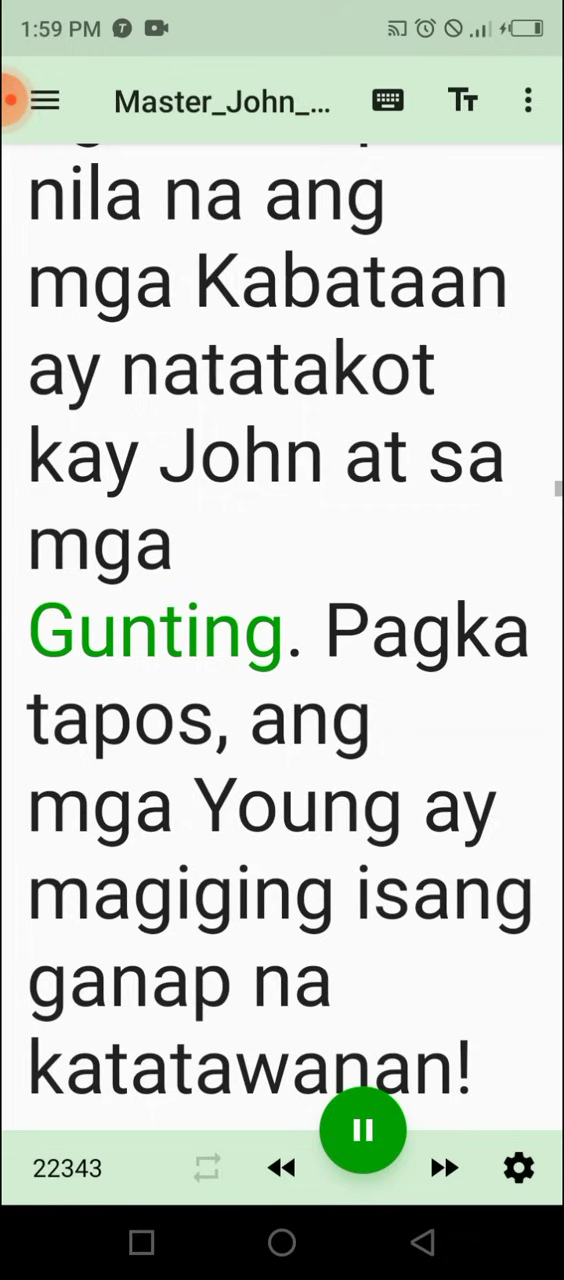 1:59 PM
Master_John_...
nila na ang
mga Kabataan
ay natatakot
kay John at sa
mga
Gunting. Pagka
tapos, ang
mga Young ay
magiging isang
ganap na
katatawanan!
22343